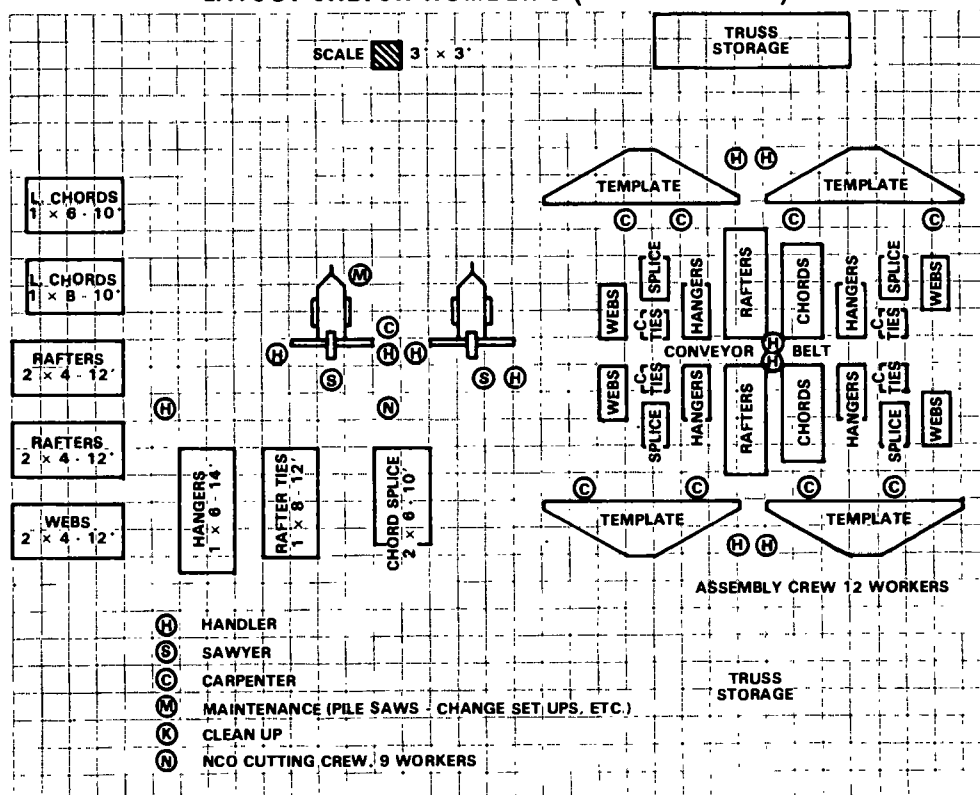 SCALE 3' × 3'
TRUSS
STORAGE
L. CHORDS
1 × 6 - 10'
L. CHORDS
1 × 8 - 10'
RAFTERS
2 × 4 - 12'
RAFTERS
2 × 4 - 12'
WEBS
2 × 4 - 12'
HANGERS
1 × 6 - 14'
RAFTER TIES
1 × 8 - 12'
CHORD SPLICE
2 × 6 - 10'
M
C
H
H
H
S
S
H
H
N
H
H
TEMPLATE
TEMPLATE
C
C
C
C
WEBS
SPLICE
C
TIES
HANGERS
RAFTERS
CHORDS
HANGERS
SPLICE
C
TIES
WEBS
CONVEYOR
H
H
BELT
WEBS
C
TIES
SPLICE
HANGERS
RAFTERS
CHORDS
HANGERS
C
TIES
SPLICE
WEBS
C
C
C
C
TEMPLATE
TEMPLATE
H
H
ASSEMBLY CREW 12 WORKERS
TRUSS
STORAGE
H HANDLER
S SAWYER
C CARPENTER
M MAINTENANCE (PILE SAWS - CHANGE SET UPS, ETC.)
K CLEAN UP
N NCO CUTTING CREW, 9 WORKERS